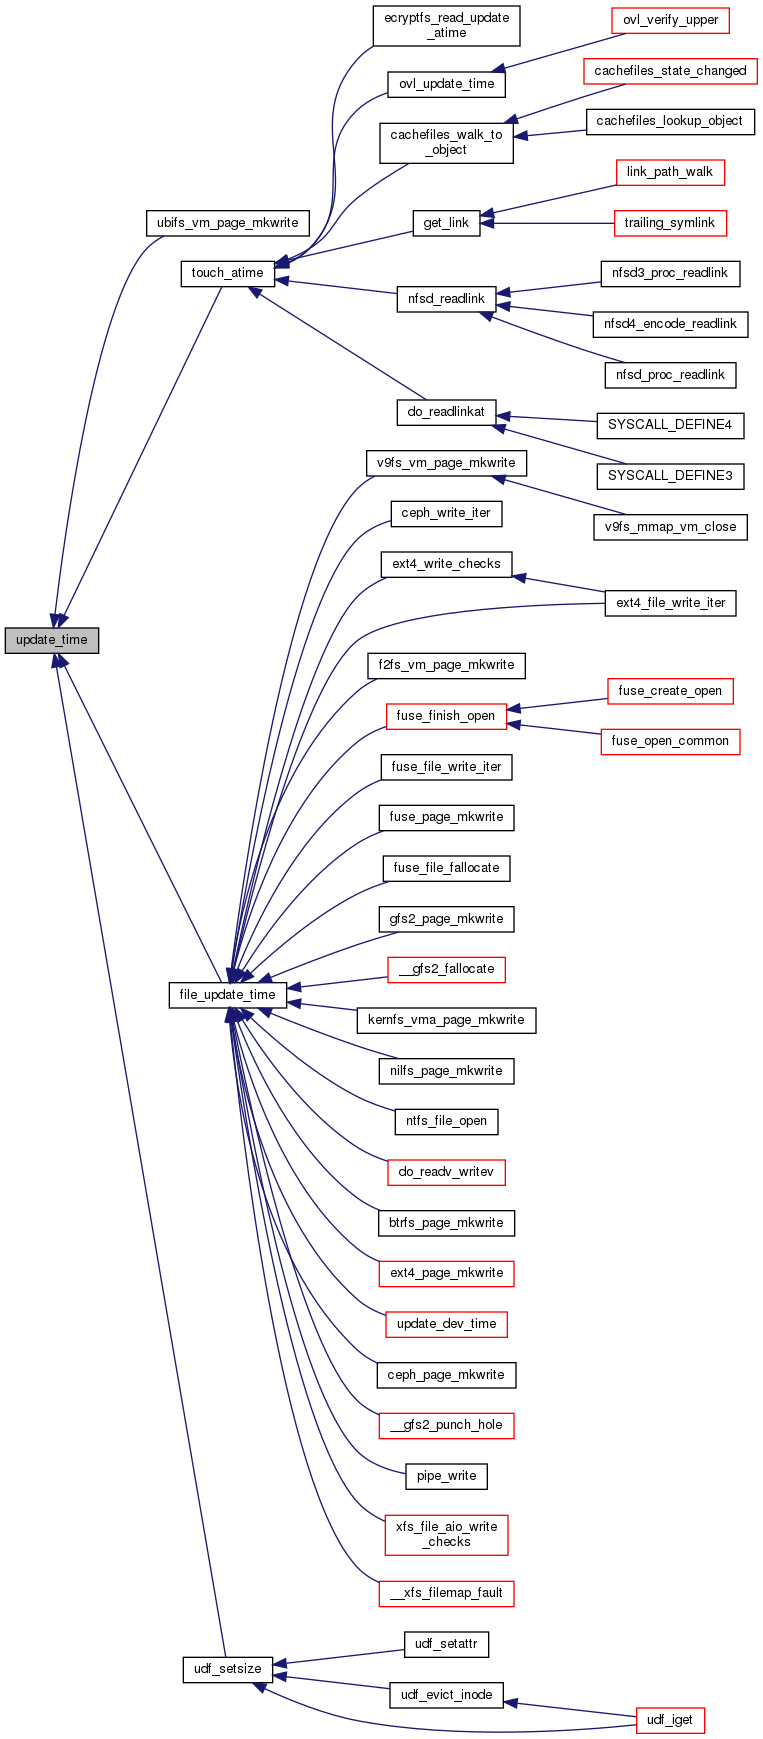 ecryptfs_read_update
_atime
ovl_verify_upper
ovl_update_time
cachefiles_state_changed
cachefiles_walk_to
_object
cachefiles_lookup_object
link_path_walk
ubifs_vm_page_mkwrite
get_link
trailing_symlink
touch_atime
nfsd3_proc_readlink
nfsd_readlink
nfsd4_encode_readlink
nfsd_proc_readlink
do_readlinkat
SYSCALL_DEFINE4
v9fs_vm_page_mkwrite
SYSCALL_DEFINE3
ceph_write_iter
v9fs_mmap_vm_close
ext4_write_checks
ext4_file_write_iter
update_time
f2fs_vm_page_mkwrite
fuse_create_open
fuse_finish_open
fuse_open_common
fuse_file_write_iter
fuse_page_mkwrite
fuse_file_fallocate
gfs2_page_mkwrite
__gfs2_fallocate
file_update_time
kernfs_vma_page_mkwrite
nilfs_page_mkwrite
ntfs_file_open
do_readv_writev
btrfs_page_mkwrite
ext4_page_mkwrite
update_dev_time
ceph_page_mkwrite
__gfs2_punch_hole
pipe_write
xfs_file_aio_write
_checks
__xfs_filemap_fault
udf_setattr
udf_setsize
udf_evict_inode
udf_iget